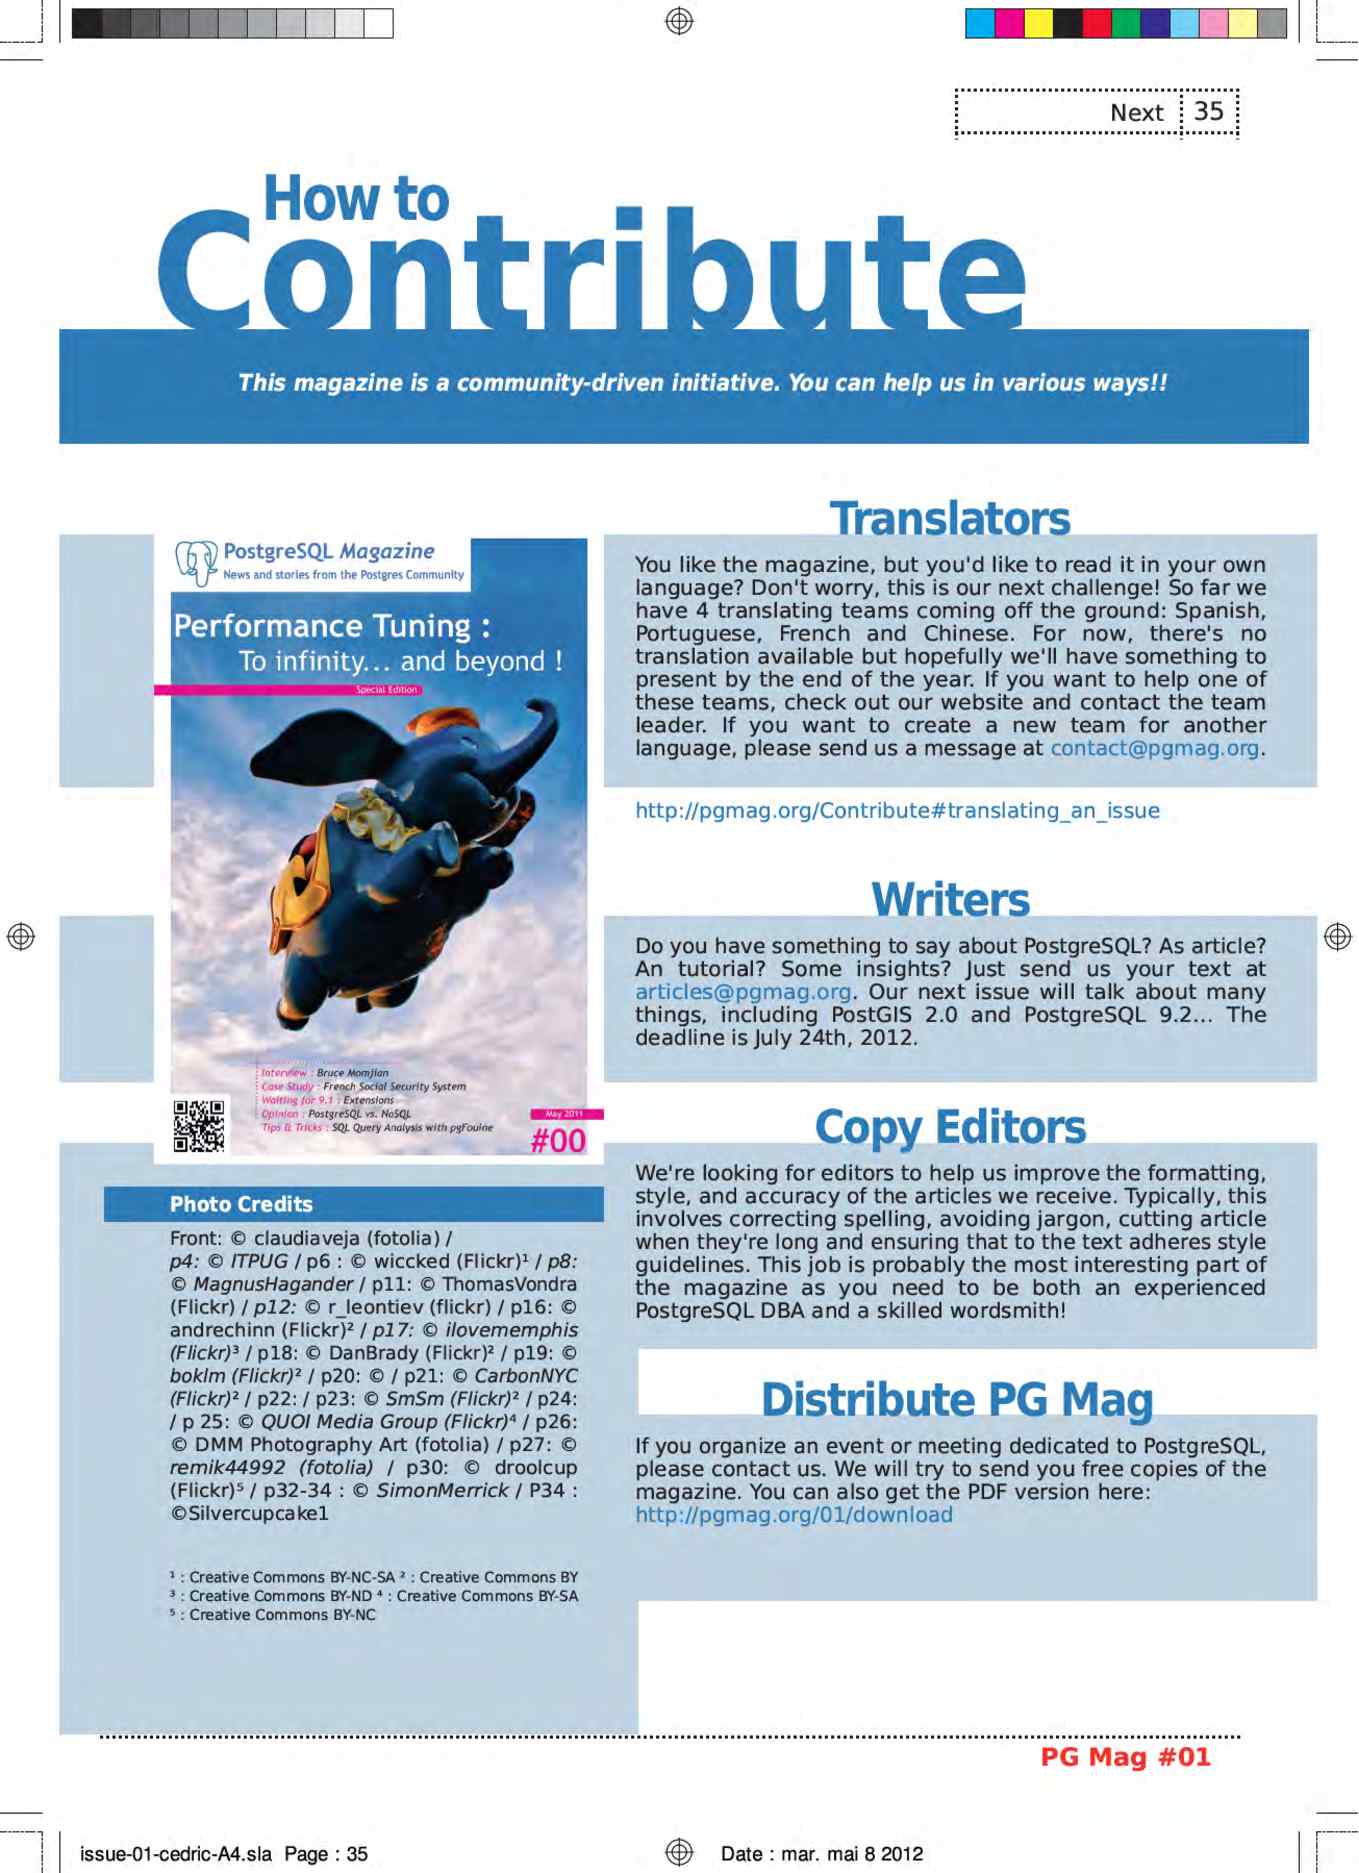 Next 35
How to
Contribute
This magazine is a community-driven initiative. You can help us in various ways!!
PostgreSQL Magazine
News and stories from the Postgres Community
Performance Tuning :
To infinity... and beyond !
Special Edition
Interview : Bruce Momjian
Case Study : French Social Security System
Waiting for 9.1 : Extensions
Opinion : PostgreSQL vs. NoSQL
Tips & Tricks : SQL Query Analysis with pgFouine
May 2011
#00
Photo Credits
Front: © claudiaveja (fotolia) /
p4: © ITPUG / p6 : © wiccked (Flickr)¹ / p8:
© MagnusHagander / p11: © ThomasVondra
(Flickr) / p12: © r_leontiev (flickr) / p16: ©
andrechinn (Flickr)² / p17: © ilovememphis
(Flickr)³ / p18: © DanBrady (Flickr)² / p19: ©
boklm (Flickr)² / p20: © / p21: © CarbonNYC
(Flickr)² / p22: / p23: © SmSm (Flickr)² / p24:
/ p 25: © QUOI Media Group (Flickr)⁴ / p26:
© DMM Photography Art (fotolia) / p27: ©
remik44992 (fotolia) / p30: © droolcup
(Flickr)⁵ / p32-34 : © SimonMerrick / P34 :
©Silvercupcake1
¹ : Creative Commons BY-NC-SA ² : Creative Commons BY
³ : Creative Commons BY-ND ⁴ : Creative Commons BY-SA
⁵ : Creative Commons BY-NC
Translators
You like the magazine, but you'd like to read it in your own
language? Don't worry, this is our next challenge! So far we
have 4 translating teams coming off the ground: Spanish,
Portuguese, French and Chinese. For now, there's no
translation available but hopefully we'll have something to
present by the end of the year. If you want to help one of
these teams, check out our website and contact the team
leader. If you want to create a new team for another
language, please send us a message at contact@pgmag.org.
http://pgmag.org/Contribute#translating_an_issue
Writers
Do you have something to say about PostgreSQL? As article?
An tutorial? Some insights? Just send us your text at
articles@pgmag.org. Our next issue will talk about many
things, including PostGIS 2.0 and PostgreSQL 9.2... The
deadline is July 24th, 2012.
Copy Editors
We're looking for editors to help us improve the formatting,
style, and accuracy of the articles we receive. Typically, this
involves correcting spelling, avoiding jargon, cutting article
when they're long and ensuring that to the text adheres style
guidelines. This job is probably the most interesting part of
the magazine as you need to be both an experienced
PostgreSQL DBA and a skilled wordsmith!
Distribute PG Mag
If you organize an event or meeting dedicated to PostgreSQL,
please contact us. We will try to send you free copies of the
magazine. You can also get the PDF version here:
http://pgmag.org/01/download
PG Mag #01
issue-01-cedric-A4.sla Page : 35
Date : mar. mai 8 2012